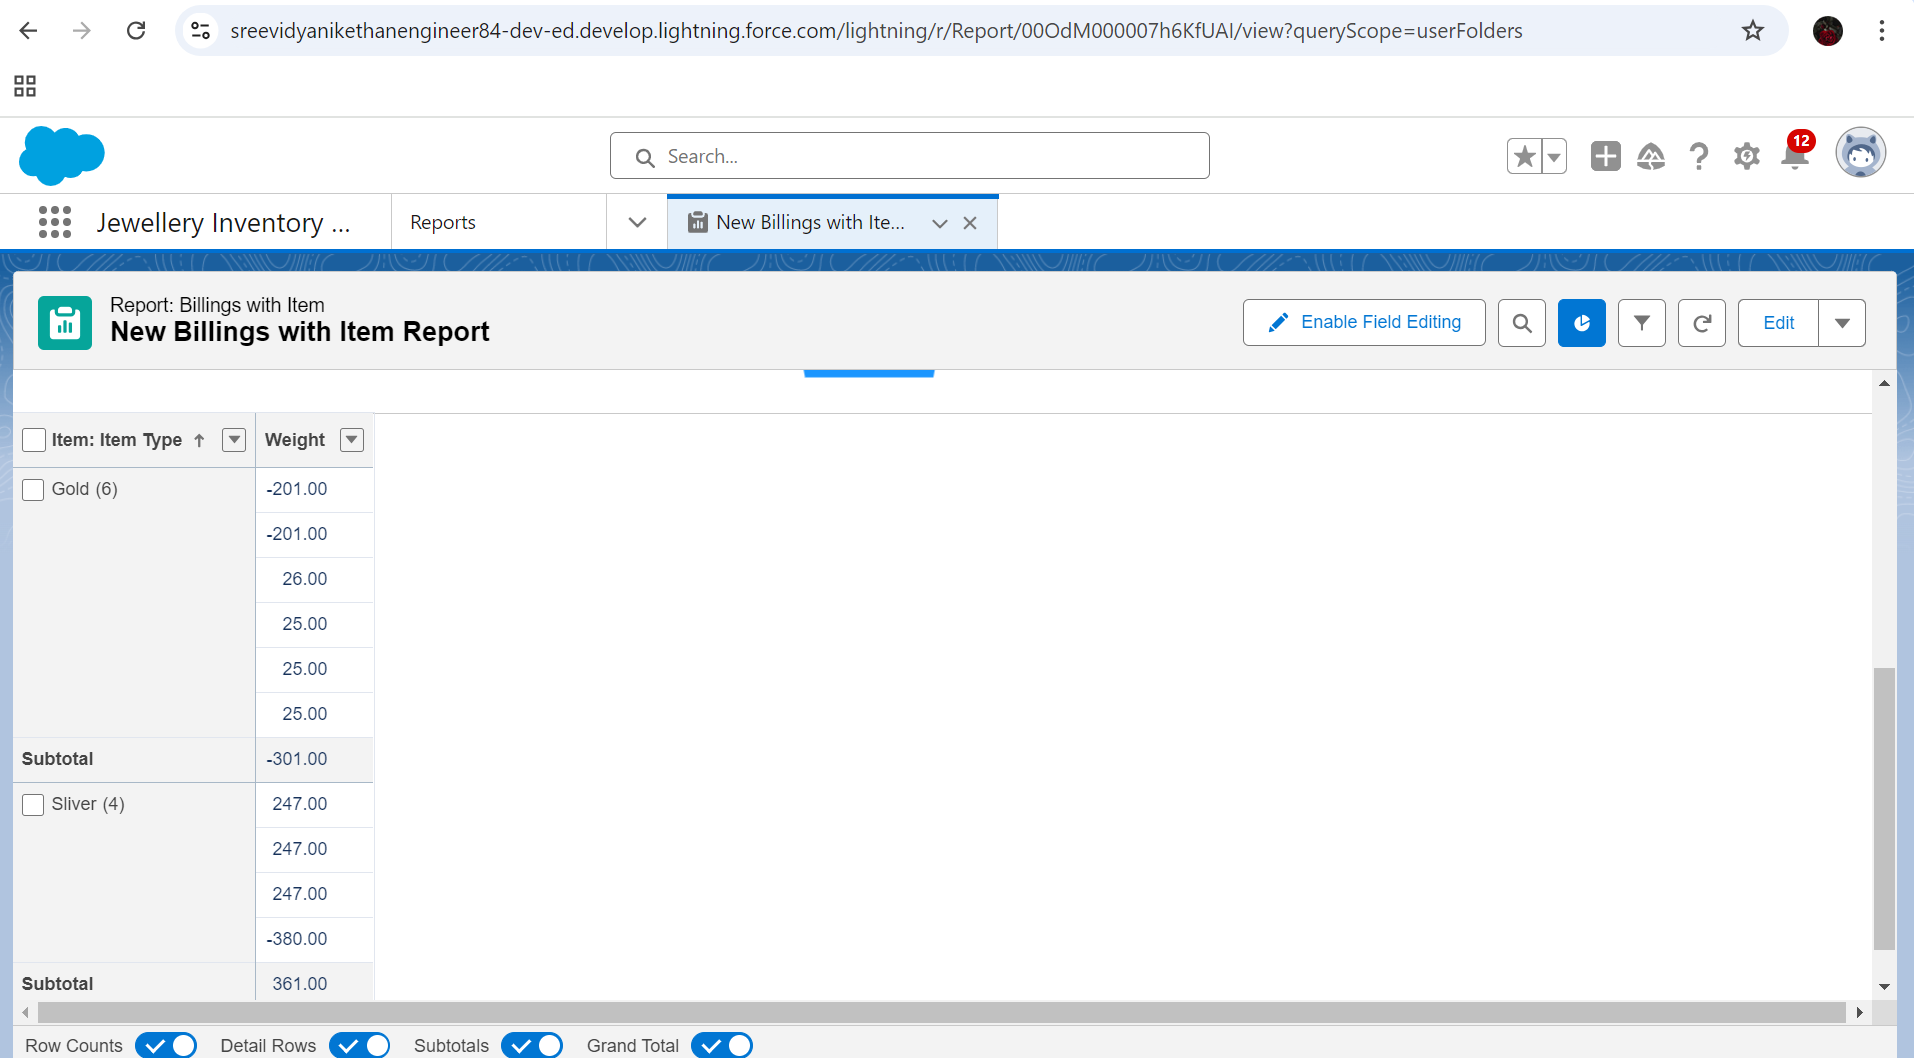 sreevidyanikethanengineer84-dev-ed.develop.lightning.force.com/lightning/r/Report/00OdM000007h6KfUAI/view?queryScope=userFolders
Search...
12
Jewellery Inventory ...
Reports
New Billings with Ite...
Report: Billings with Item
New Billings with Item Report
Enable Field Editing
Edit
Item: Item Type ↑
Weight
Gold (6)
-201.00
-201.00
26.00
25.00
25.00
25.00
Subtotal
-301.00
Sliver (4)
247.00
247.00
247.00
-380.00
Subtotal
361.00
Row Counts
Detail Rows
Subtotals
Grand Total